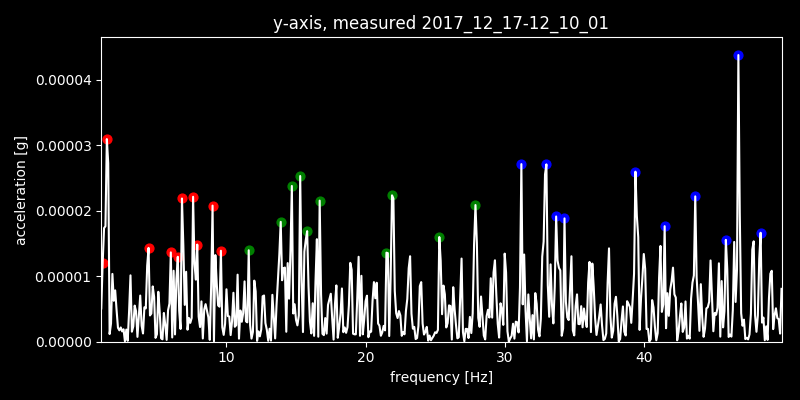 y-axis, measured 2017_12_17-12_10_01
acceleration [g]
0.00004
0.00003
0.00002
0.00001
0.00000
10 20 30 40
frequency [Hz]